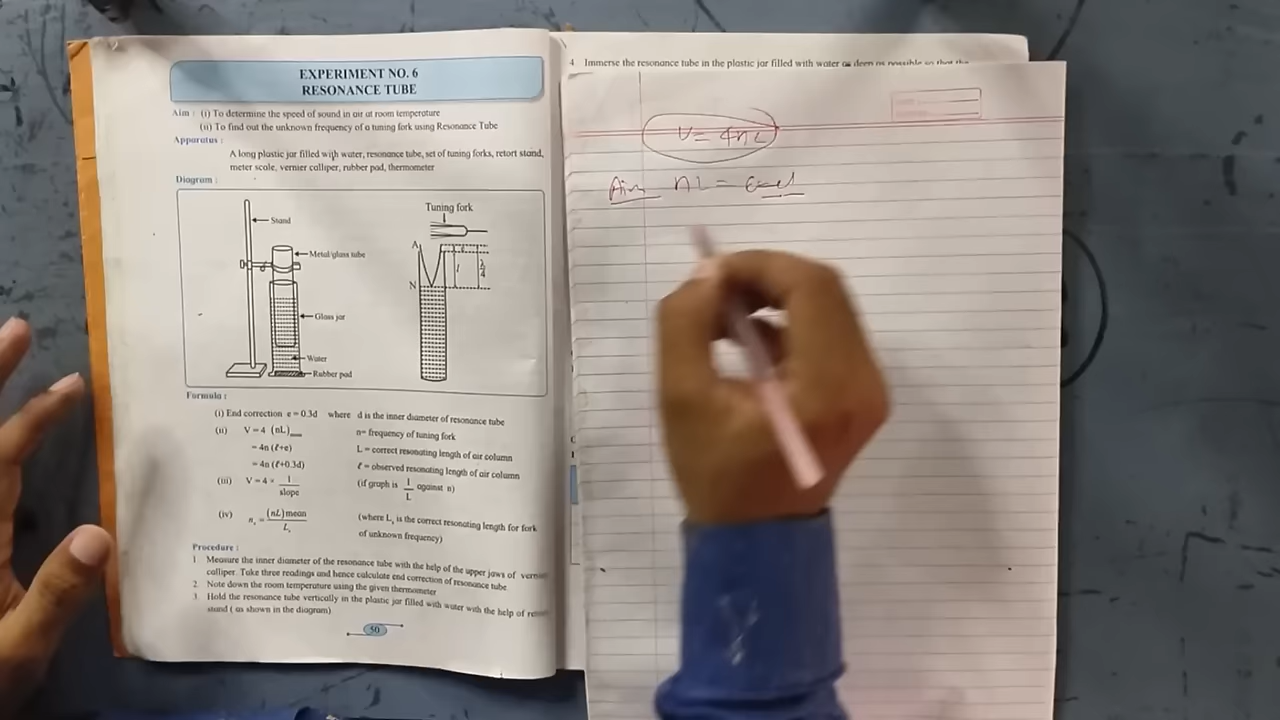 EXPERIMENT NO. 6
RESONANCE TUBE
Aim : (i) To determine the speed of sound in air at room temperature
(ii) To find out the unknown frequency of a tuning fork using Resonance Tube
Apparatus :
A long plastic jar filled with water, resonance tube, set of tuning forks, retort stand,
meter scale, vernier calliper, rubber pad, thermometer
Diagram :
Stand
Metal/glass tube
Glass jar
Water
Rubber pad
Tuning fork
A
e
l
λ/4
N
Formula :
(i) End correction e = 0.3d where d is the inner diameter of resonance tube
(ii) V = 4 (nL)mean n= frequency of tuning fork
= 4n (ℓ+e) L = correct resonating length of air column
= 4n (ℓ+0.3d) ℓ = observed resonating length of air column
(iii) V = 4 × 1/slope (if graph is 1/L against n)
(iv) nₓ = (nL)mean/Lₓ (where Lₓ is the correct resonating length for fork
of unknown frequency)
Procedure :
1 Measure the inner diameter of the resonance tube with the help of the upper jaws of
calliper. Take three readings and hence calculate end correction of resonance tube
2. Note down the room temperature using the given thermometer
3. Hold the resonance tube vertically in the plastic jar filled with water with the help of
stand ( as shown in the diagram)
50
4 Immerse the resonance tube in the plastic jar filled with water as deep as possible so that the
V = 4nL
Aim nL =